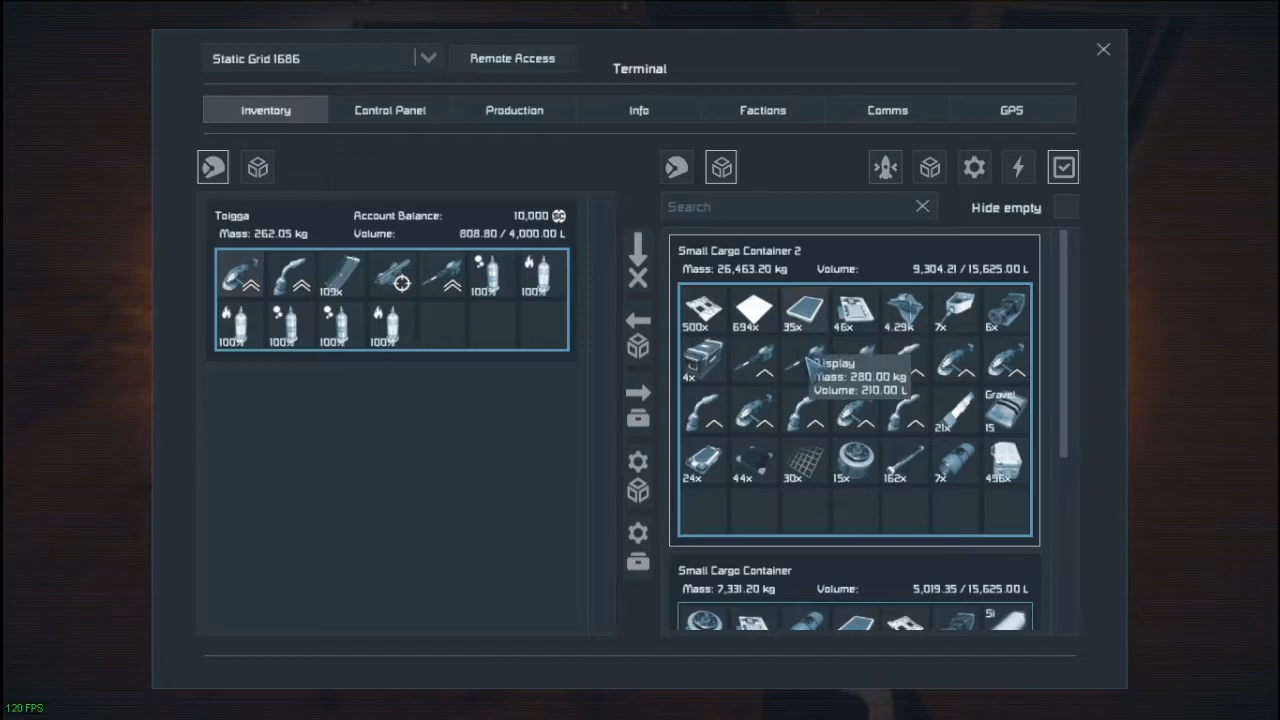 Static Grid 1686
Remote Access
Terminal
Inventory
Control Panel
Production
Info
Factions
Comms
GPS
Search
Hide empty
Toigga
Account Balance:
10,000
Mass: 262.05 kg
Volume:
808.80 / 4,000.00 L
109x
100%
100%
100%
100%
100%
100%
Small Cargo Container 2
Mass: 26,463.20 kg
Volume:
9,304.21 / 15,625.00 L
500x
694x
35x
46x
4.29k
7x
6x
4x
Display
Mass: 280.00 kg
Volume: 210.00 L
21x
Gravel
15
24x
44x
30x
15x
162x
7x
496x
Small Cargo Container
Mass: 7,331.20 kg
Volume:
5,019.35 / 15,625.00 L
Si
120 FPS